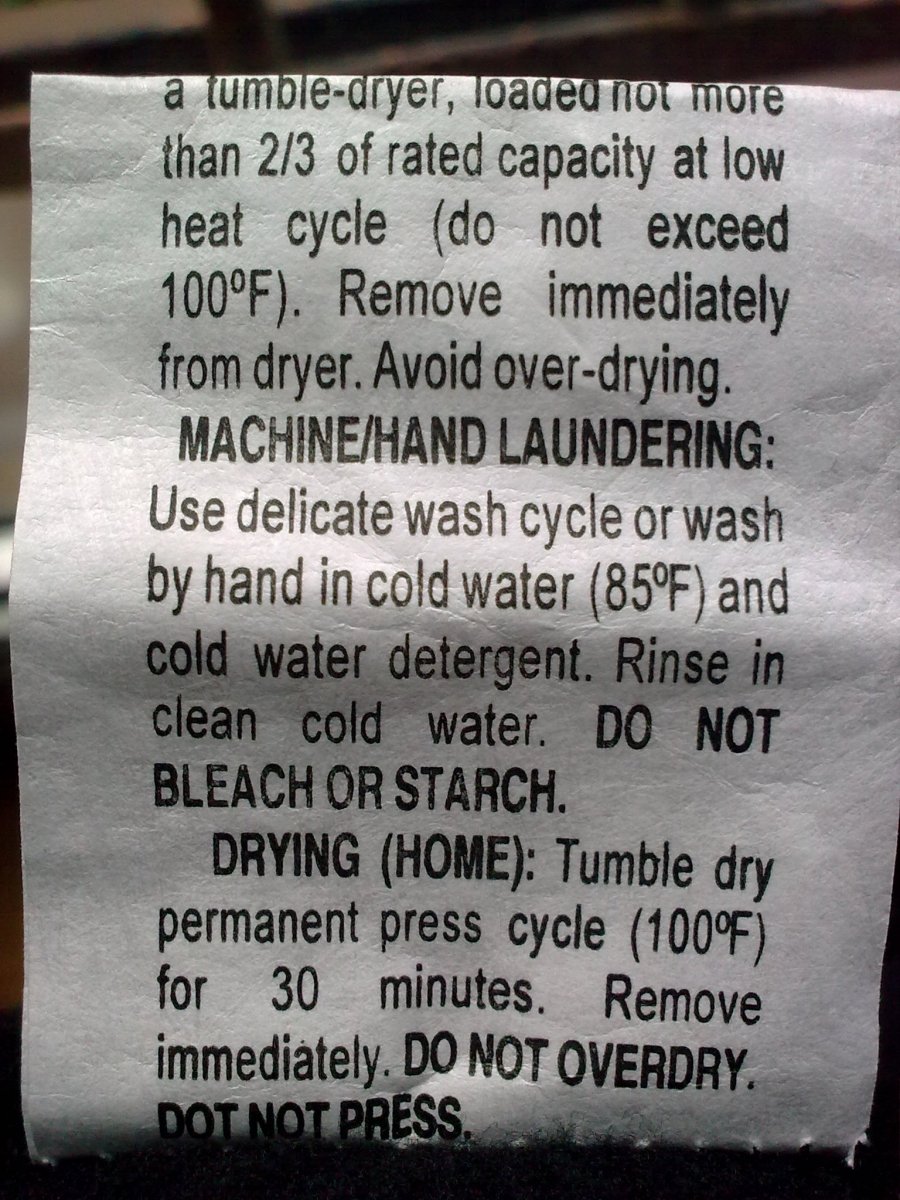 a tumble-dryer, loaded not more
than 2/3 of rated capacity at low
heat cycle (do not exceed
100ºF). Remove immediately
from dryer. Avoid over-drying.
MACHINE/HAND LAUNDERING:
Use delicate wash cycle or wash
by hand in cold water (85ºF) and
cold water detergent. Rinse in
clean cold water. DO NOT
BLEACH OR STARCH.
DRYING (HOME): Tumble dry
permanent press cycle (100ºF)
for 30 minutes. Remove
immediately. DO NOT OVERDRY.
DOT NOT PRESS.